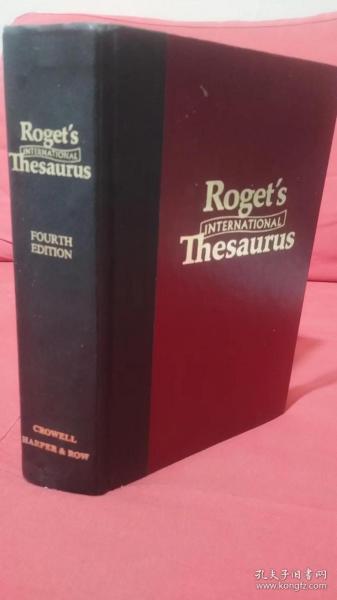 Roget's
INTERNATIONAL
Thesaurus
FOURTH
EDITION
CROWELL
HARPER & ROW
Roget's
INTERNATIONAL
Thesaurus
孔夫子旧书网
www.kongfz.com